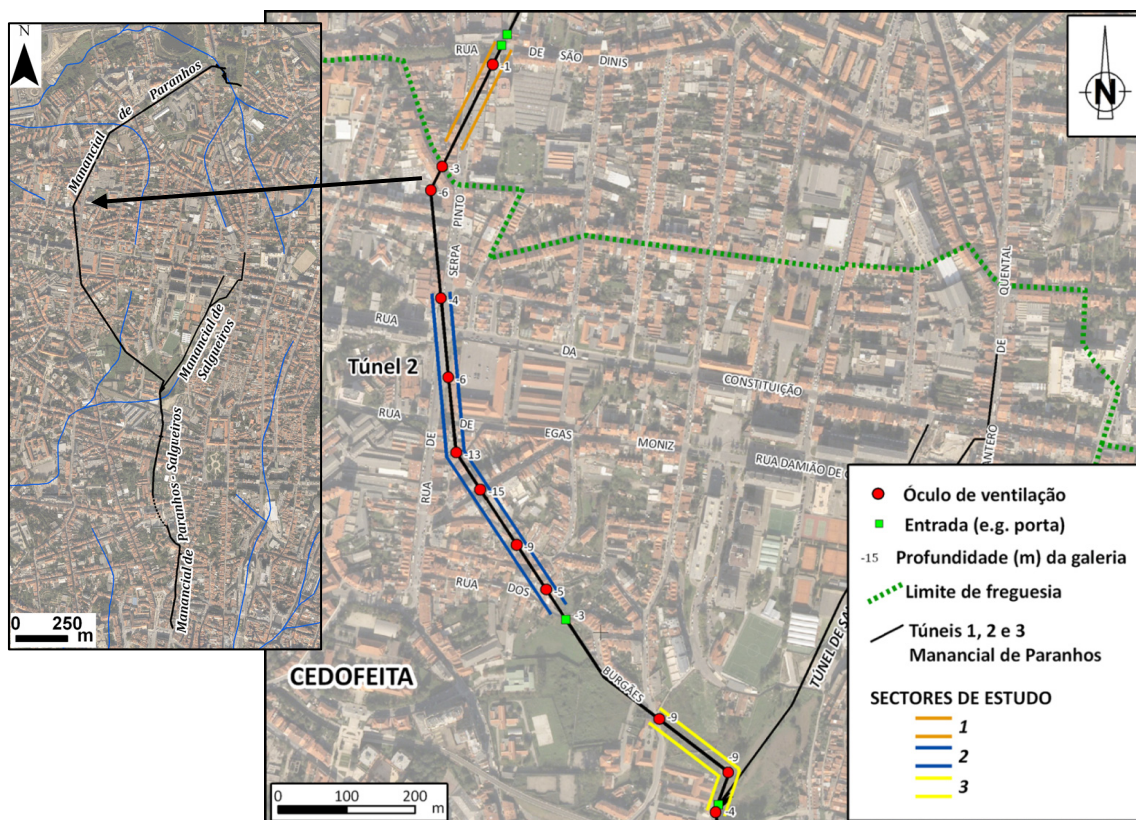 N
Manancial de Paranhos
Manancial de
Salgueiros
Manancial de Paranhos - Salgueiros
0 250
m
RUA DE SÃO DINIS
-1
-3
-6
SERPA PINTO
-4
RUA DA CONSTITUIÇÃO
Túnel 2
-6
RUA DE EGAS MONIZ
-13
RUA DE
-15
-9
-5
-3
RUA DOS BURGÃES
CEDOFEITA
-9
-9
-4
ANTERO DE QUENTAL
RUA DAMIÃO DE
TÚNEL DE
N
0 100 200
m
Óculo de ventilação
Entrada (e.g. porta)
-15 Profundidade (m) da galeria
Limite de freguesia
Túneis 1, 2 e 3
Manancial de Paranhos
SECTORES DE ESTUDO
1
2
3